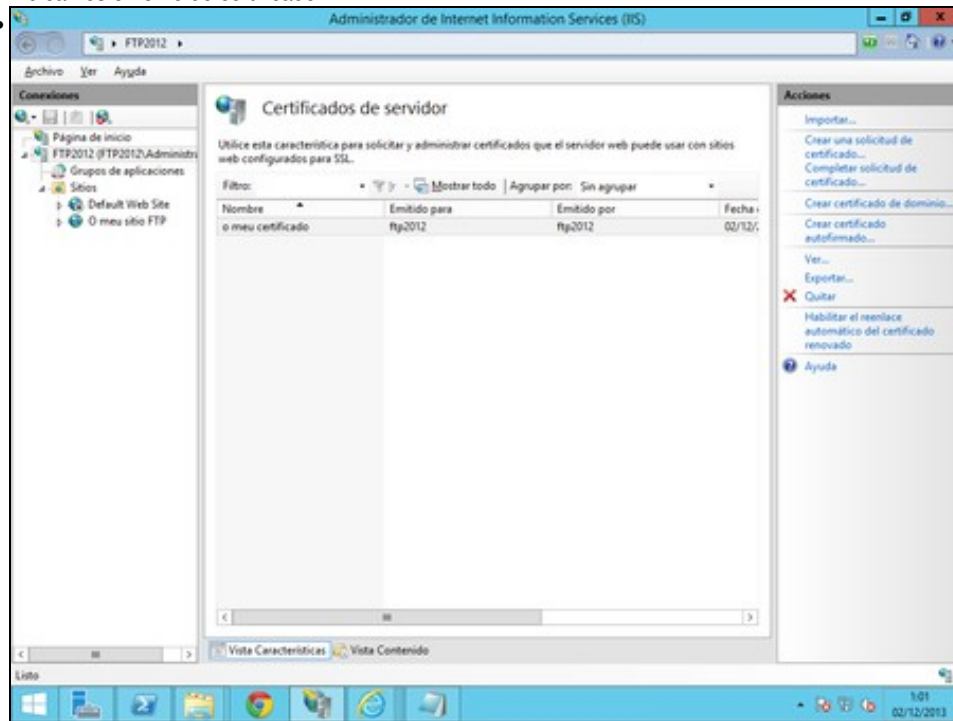 Administrador de Internet Information Services (IIS)
FTP2012
Archivo Ver Ayuda
Conexiones
Página de inicio
FTP2012 (FTP2012\Administra
Grupos de aplicaciones
Sitios
Default Web Site
O meu sitio FTP
Certificados de servidor
Utilice esta característica para solicitar y administrar certificados que el servidor web puede usar con sitios
web configurados para SSL.
Filtro: Mostrar todo Agrupar por: Sin agrupar
Nombre Emitido para Emitido por Fecha
o meu certificado ftp2012 ftp2012 02/12/
Vista Características Vista Contenido
Acciones
Importar...
Crear una solicitud de
certificado...
Completar solicitud de
certificado...
Crear certificado de dominio...
Crear certificado
autofirmado...
Ver...
Exportar...
Quitar
Habilitar el reenlace
automático del certificado
renovado
Ayuda
Listo
1:01
02/12/2013